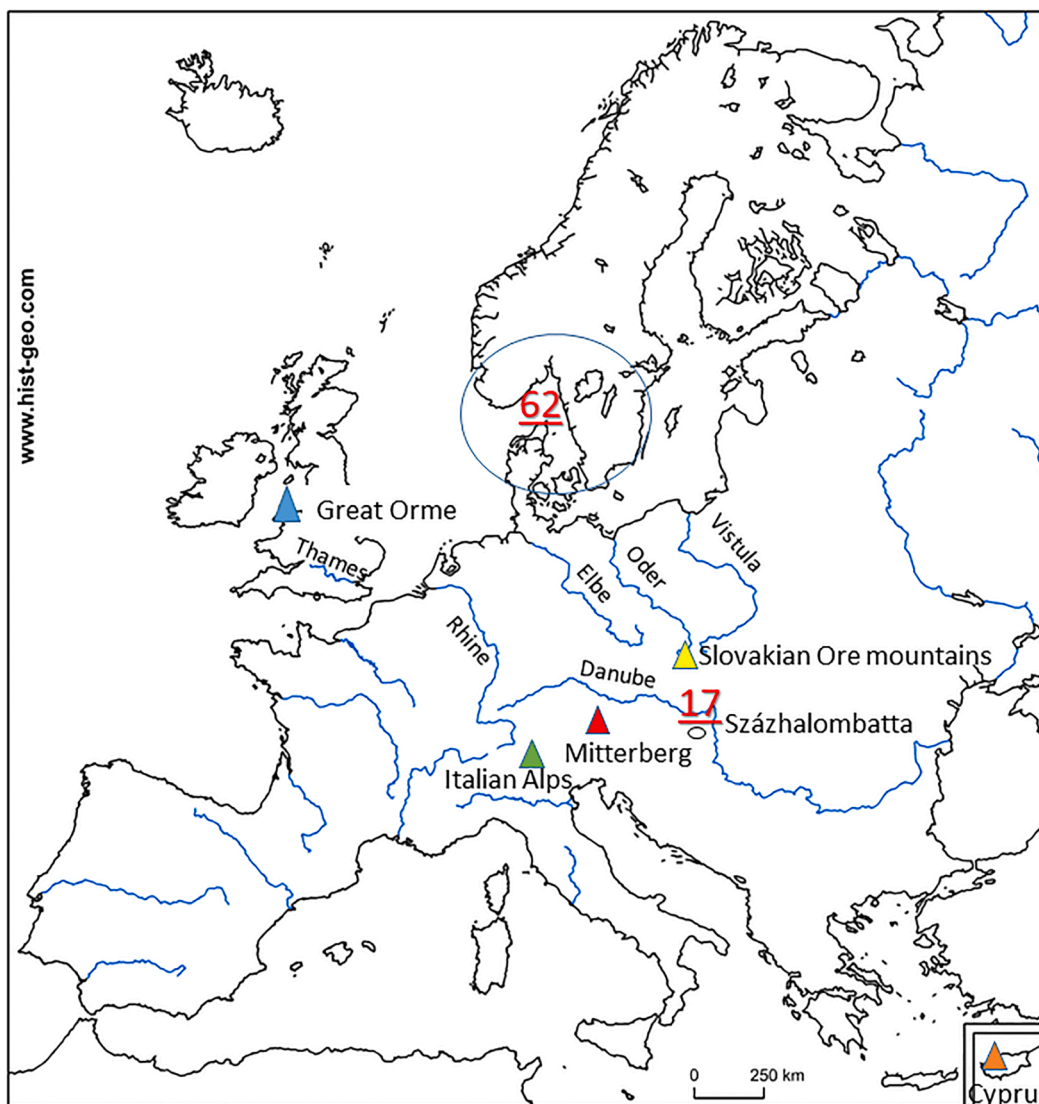 www.hist-geo.com
62
Great Orme
Thames
Vistula
Oder
Elbe
Rhine
Slovakian Ore mountains
Danube
17
Százhalombatta
Mitterberg
Italian Alps
0 250 km
Cypru